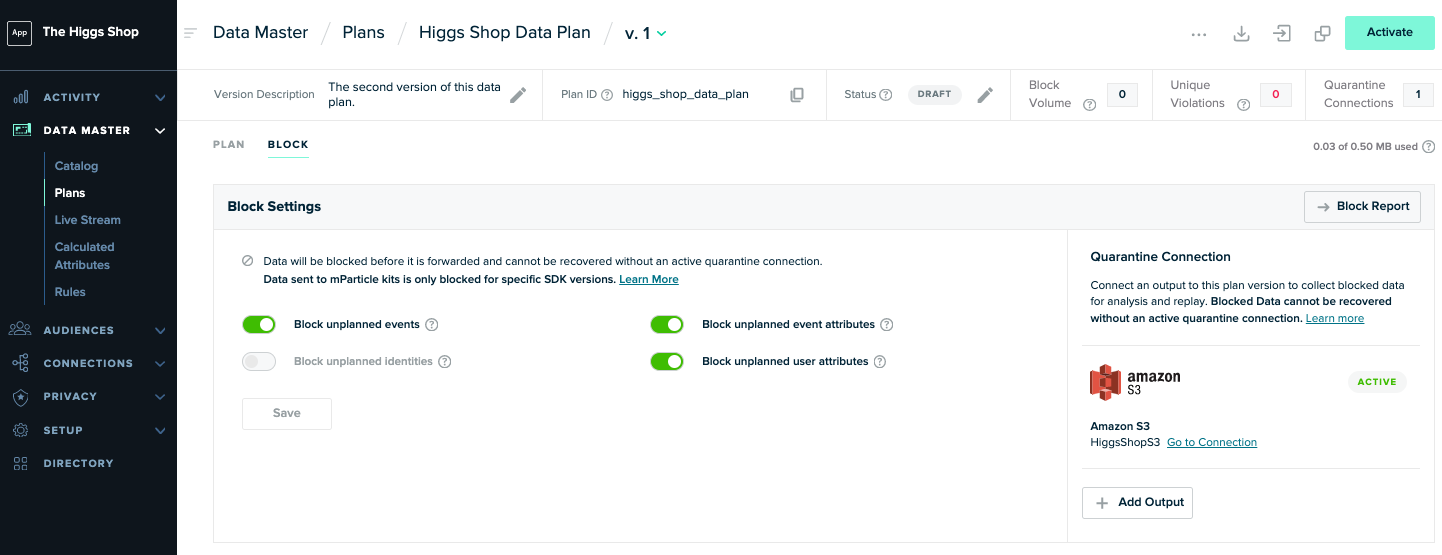 App The Higgs Shop
ACTIVITY
DATA MASTER
Catalog
Plans
Live Stream
Calculated
Attributes
Rules
AUDIENCES
CONNECTIONS
PRIVACY
SETUP
DIRECTORY
Data Master / Plans / Higgs Shop Data Plan / v. 1
Activate
Version Description
The second version of this data
plan.
Plan ID ? higgs_shop_data_plan
Status ? DRAFT
Block
Volume ? 0
Unique
Violations ? 0
Quarantine
Connections 1
PLAN BLOCK
0.03 of 0.50 MB used ?
Block Settings
Block Report
Data will be blocked before it is forwarded and cannot be recovered without an active quarantine connection.
Data sent to mParticle kits is only blocked for specific SDK versions. Learn More
Block unplanned events ?
Block unplanned event attributes ?
Block unplanned identities ?
Block unplanned user attributes ?
Save
Quarantine Connection
Connect an output to this plan version to collect blocked data
for analysis and replay. Blocked Data cannot be recovered
without an active quarantine connection. Learn more
amazon
S3
ACTIVE
Amazon S3
HiggsShopS3 Go to Connection
+ Add Output